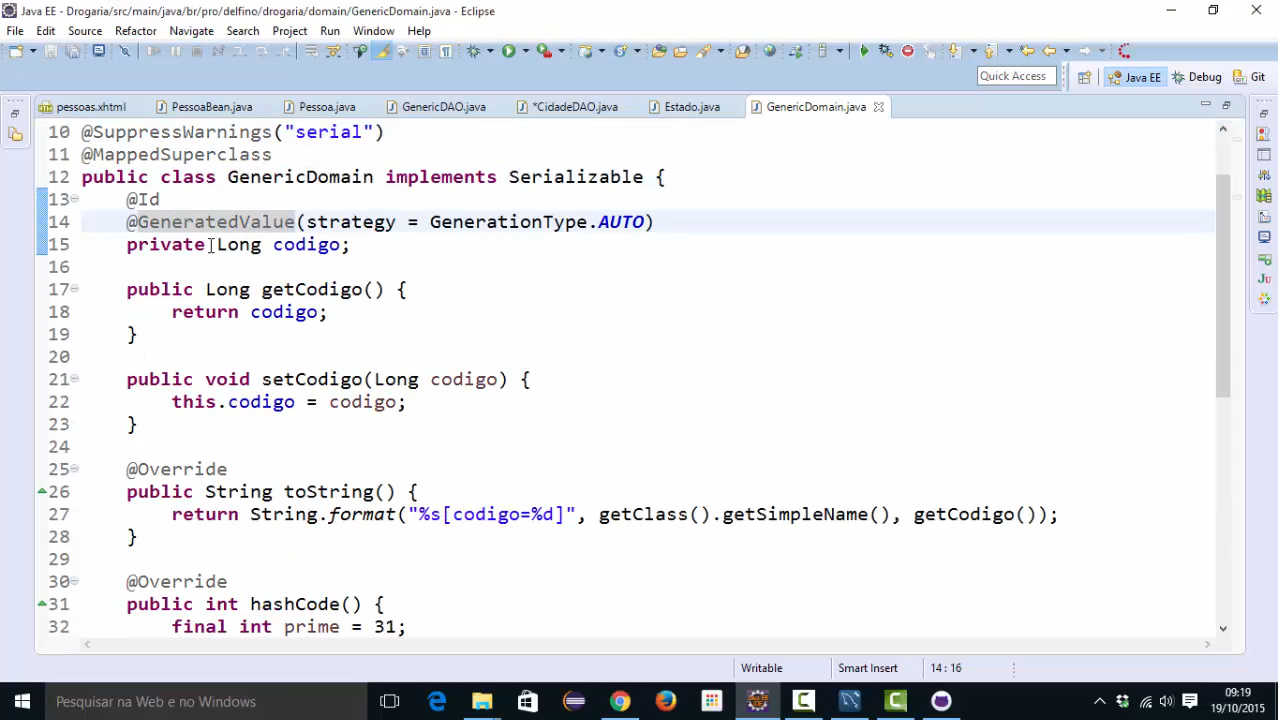 Java EE - Drogaria/src/main/java/br/pro/delfino/drogaria/domain/GenericDomain.java - Eclipse
File Edit Source Refactor Navigate Search Project Run Window Help
Quick Access Java EE Debug Git
pessoas.xhtml PessoaBean.java Pessoa.java GenericDAO.java *CidadeDAO.java Estado.java GenericDomain.java
10 @SuppressWarnings("serial")
11 @MappedSuperclass
12 public class GenericDomain implements Serializable {
13 @Id
14 @GeneratedValue(strategy = GenerationType.AUTO)
15 private Long codigo;
16
17 public Long getCodigo() {
18 return codigo;
19 }
20
21 public void setCodigo(Long codigo) {
22 this.codigo = codigo;
23 }
24
25 @Override
26 public String toString() {
27 return String.format("%s[codigo=%d]", getClass().getSimpleName(), getCodigo());
28 }
29
30 @Override
31 public int hashCode() {
32 final int prime = 31;
Writable Smart Insert 14 : 16
Pesquisar na Web e no Windows
09:19
19/10/2015